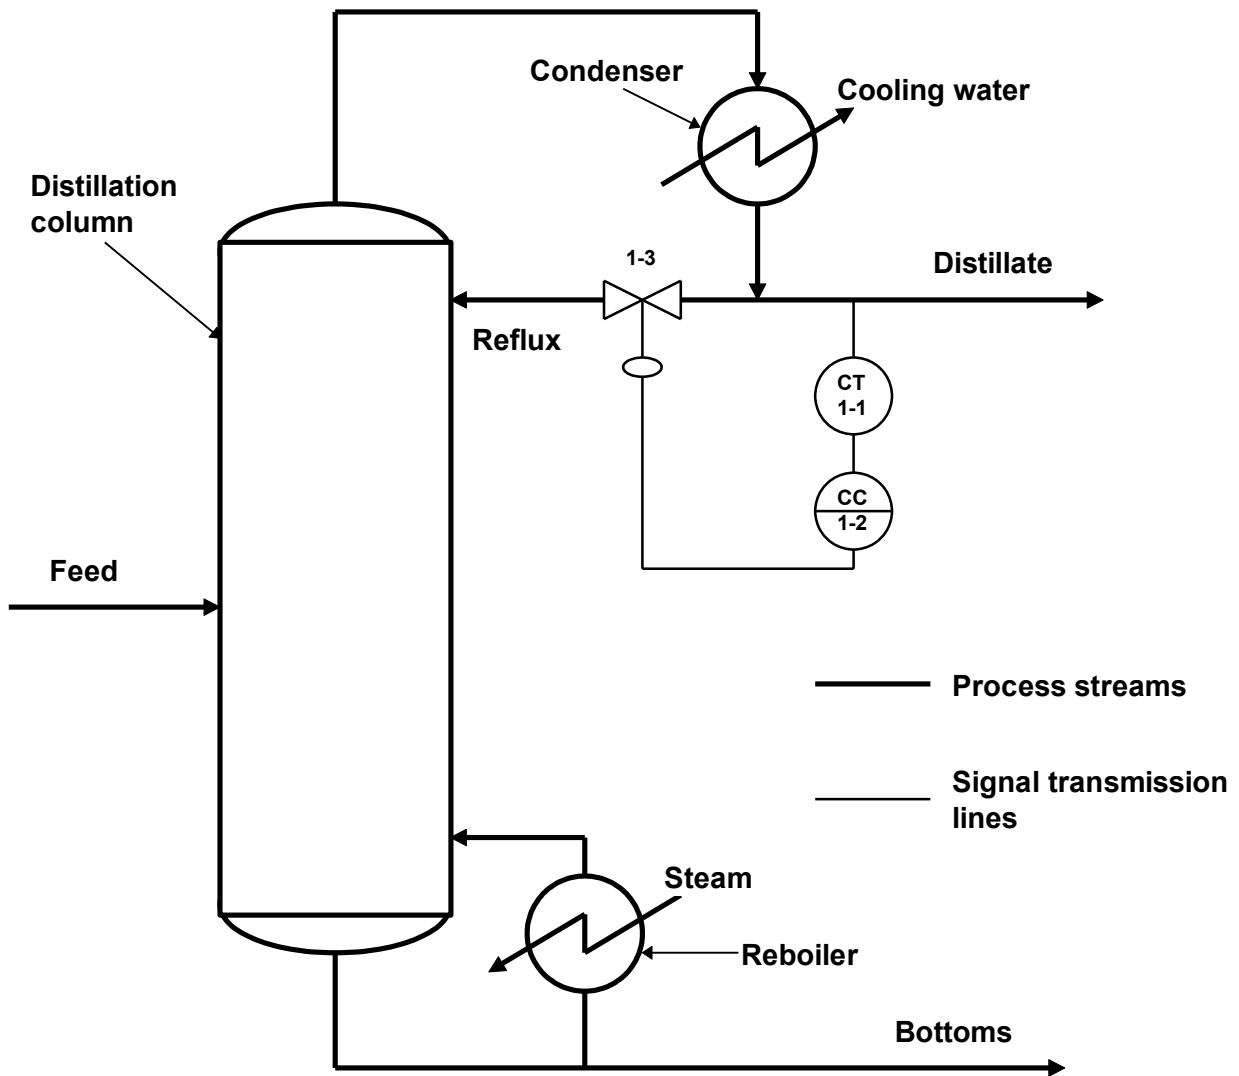 Condenser
Cooling water
Distillation
column
1-3
Distillate
Reflux
CT
1-1
CC
1-2
Feed
Process streams
Signal transmission
lines
Steam
Reboiler
Bottoms